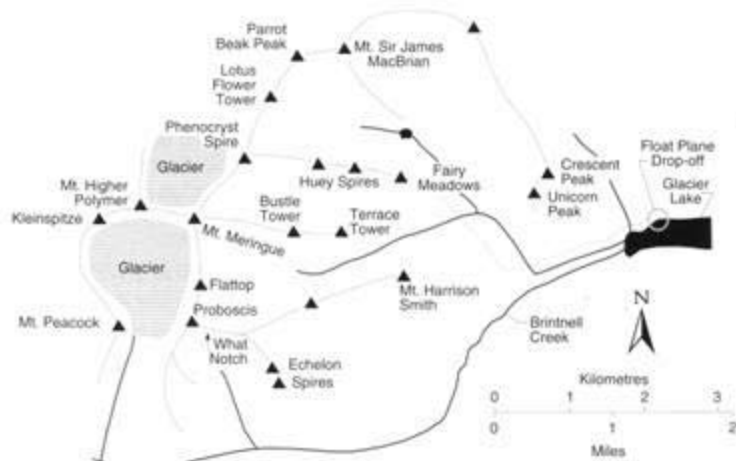 Parrot
Beak Peak
Mt. Sir James
MacBrian
Lotus
Flower
Tower
Phenocryst
Spire
Glacier
Huey Spires
Fairy
Meadows
Crescent
Peak
Unicorn
Peak
Float Plane
Drop-off
Glacier
Lake
Mt. Higher
Polymer
Kleinspitze
Mt. Meringue
Bustle
Tower
Terrace
Tower
Glacier
Flattop
Mt. Harrison
Smith
Proboscis
Mt. Peacock
What
Notch
Echelon
Spires
Brintnell
Creek
N
Kilometres
0 1 2 3
0 1 2
Miles